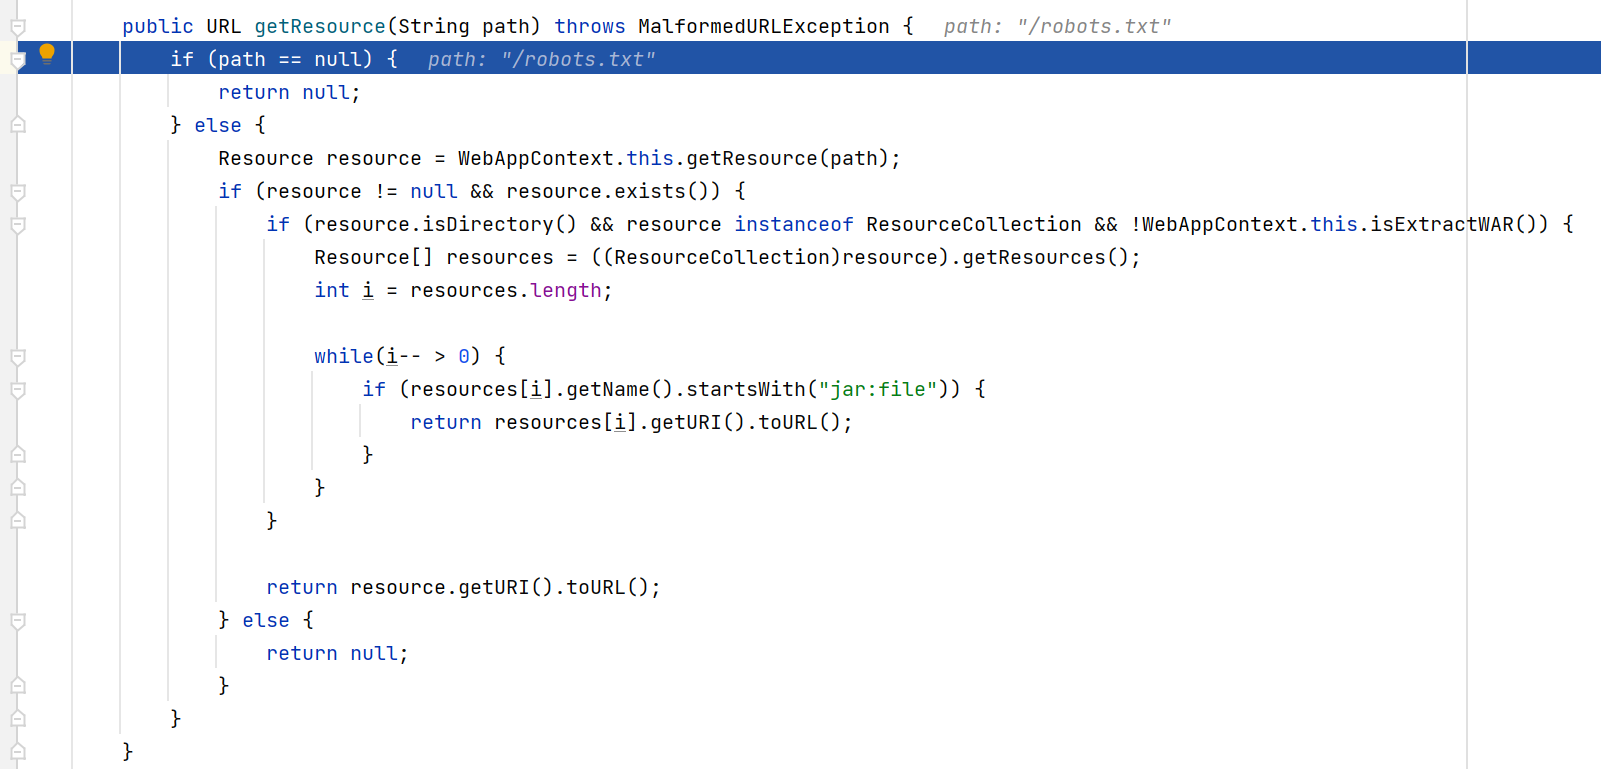 public URL getResource(String path) throws MalformedURLException {   path: "/robots.txt"
    if (path == null) {   path: "/robots.txt"
        return null;
    } else {
        Resource resource = WebAppContext.this.getResource(path);
        if (resource != null && resource.exists()) {
            if (resource.isDirectory() && resource instanceof ResourceCollection && !WebAppContext.this.isExtractWAR()) {
                Resource[] resources = ((ResourceCollection)resource).getResources();
                int i = resources.length;

                while(i-- > 0) {
                    if (resources[i].getName().startsWith("jar:file")) {
                        return resources[i].getURI().toURL();
                    }
                }
            }

            return resource.getURI().toURL();
        } else {
            return null;
        }
    }
}